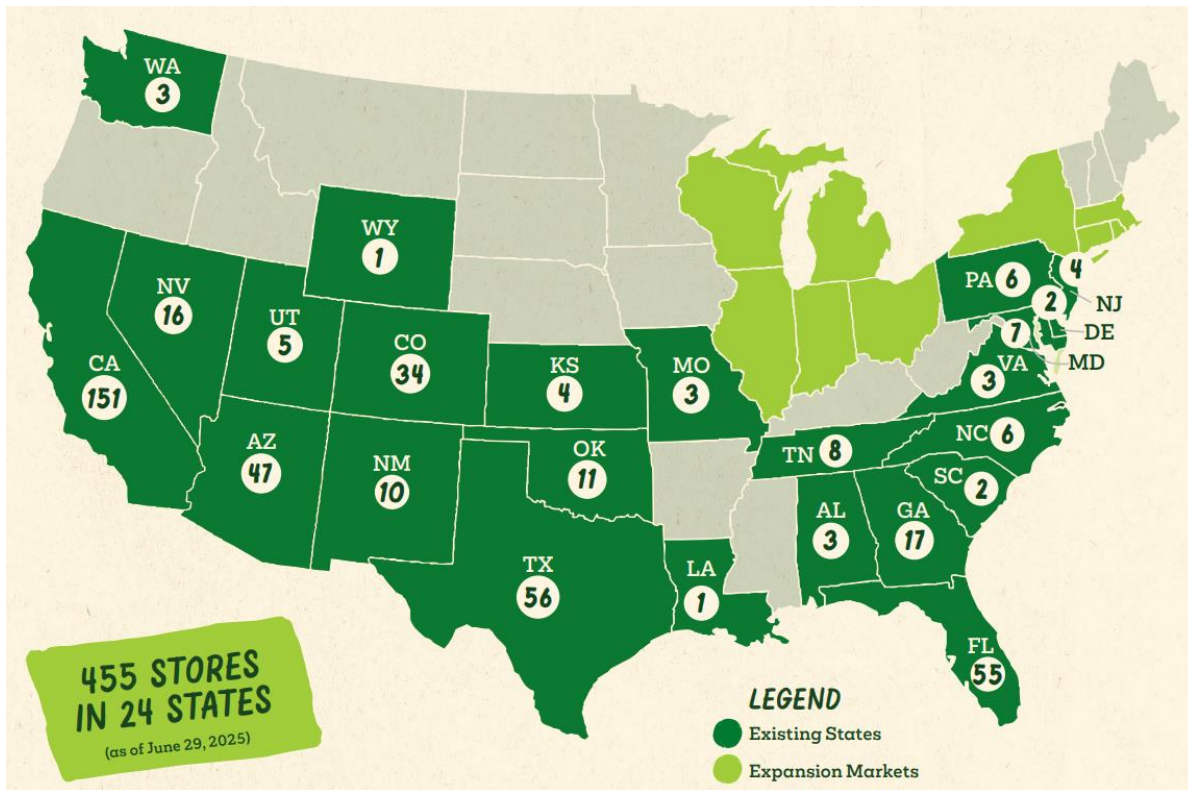 WA
3
WY
1
NV
16
UT
5
CO
34
CA
151
AZ
47
NM
10
KS
4
OK
11
MO
3
TX
56
LA
1
PA 6
4
NJ
2
DE
7
MD
VA
3
TN 8
NC 6
SC 2
AL
3
GA
17
FL
55
455 STORES
IN 24 STATES
(as of June 29, 2025)
LEGEND
Existing States
Expansion Markets